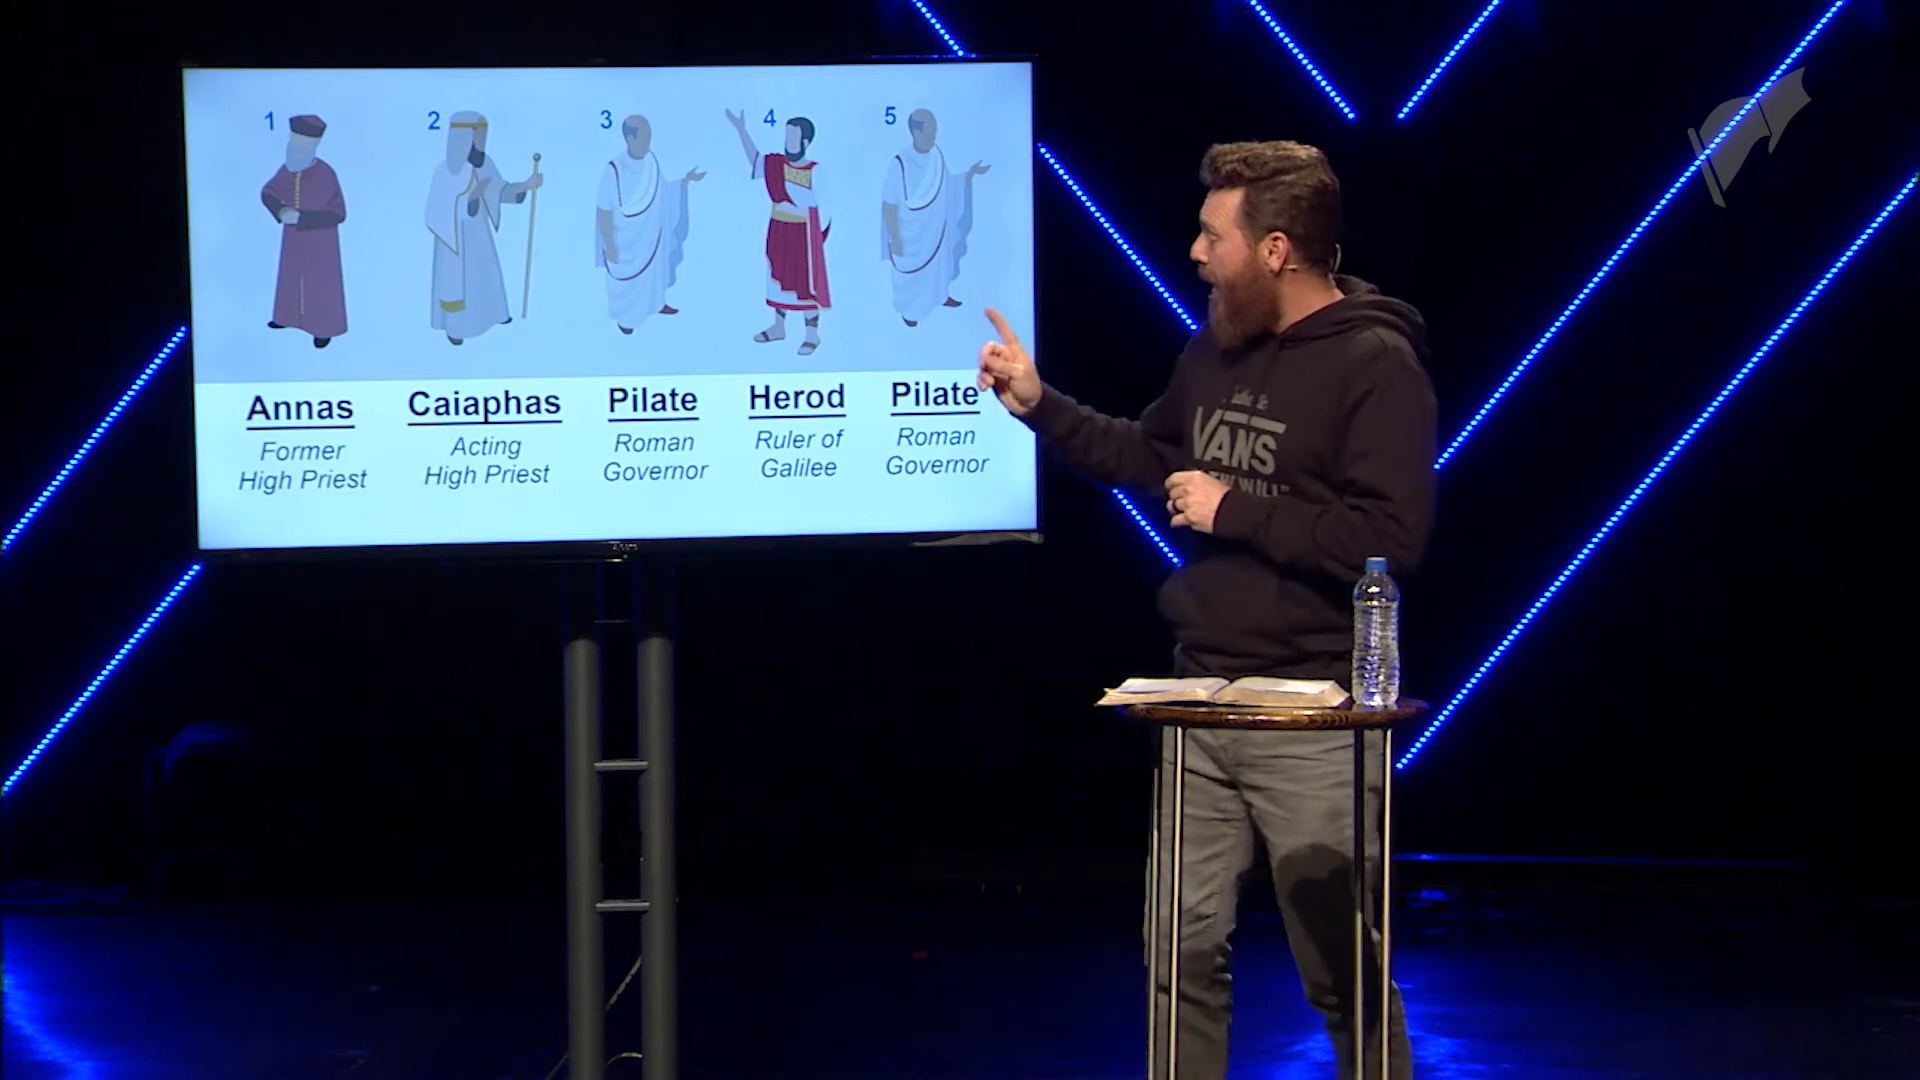 1
2
3
4
5
Annas
Caiaphas
Pilate
Herod
Pilate
Former
High Priest
Acting
High Priest
Roman
Governor
Ruler of
Galilee
Roman
Governor
VANS